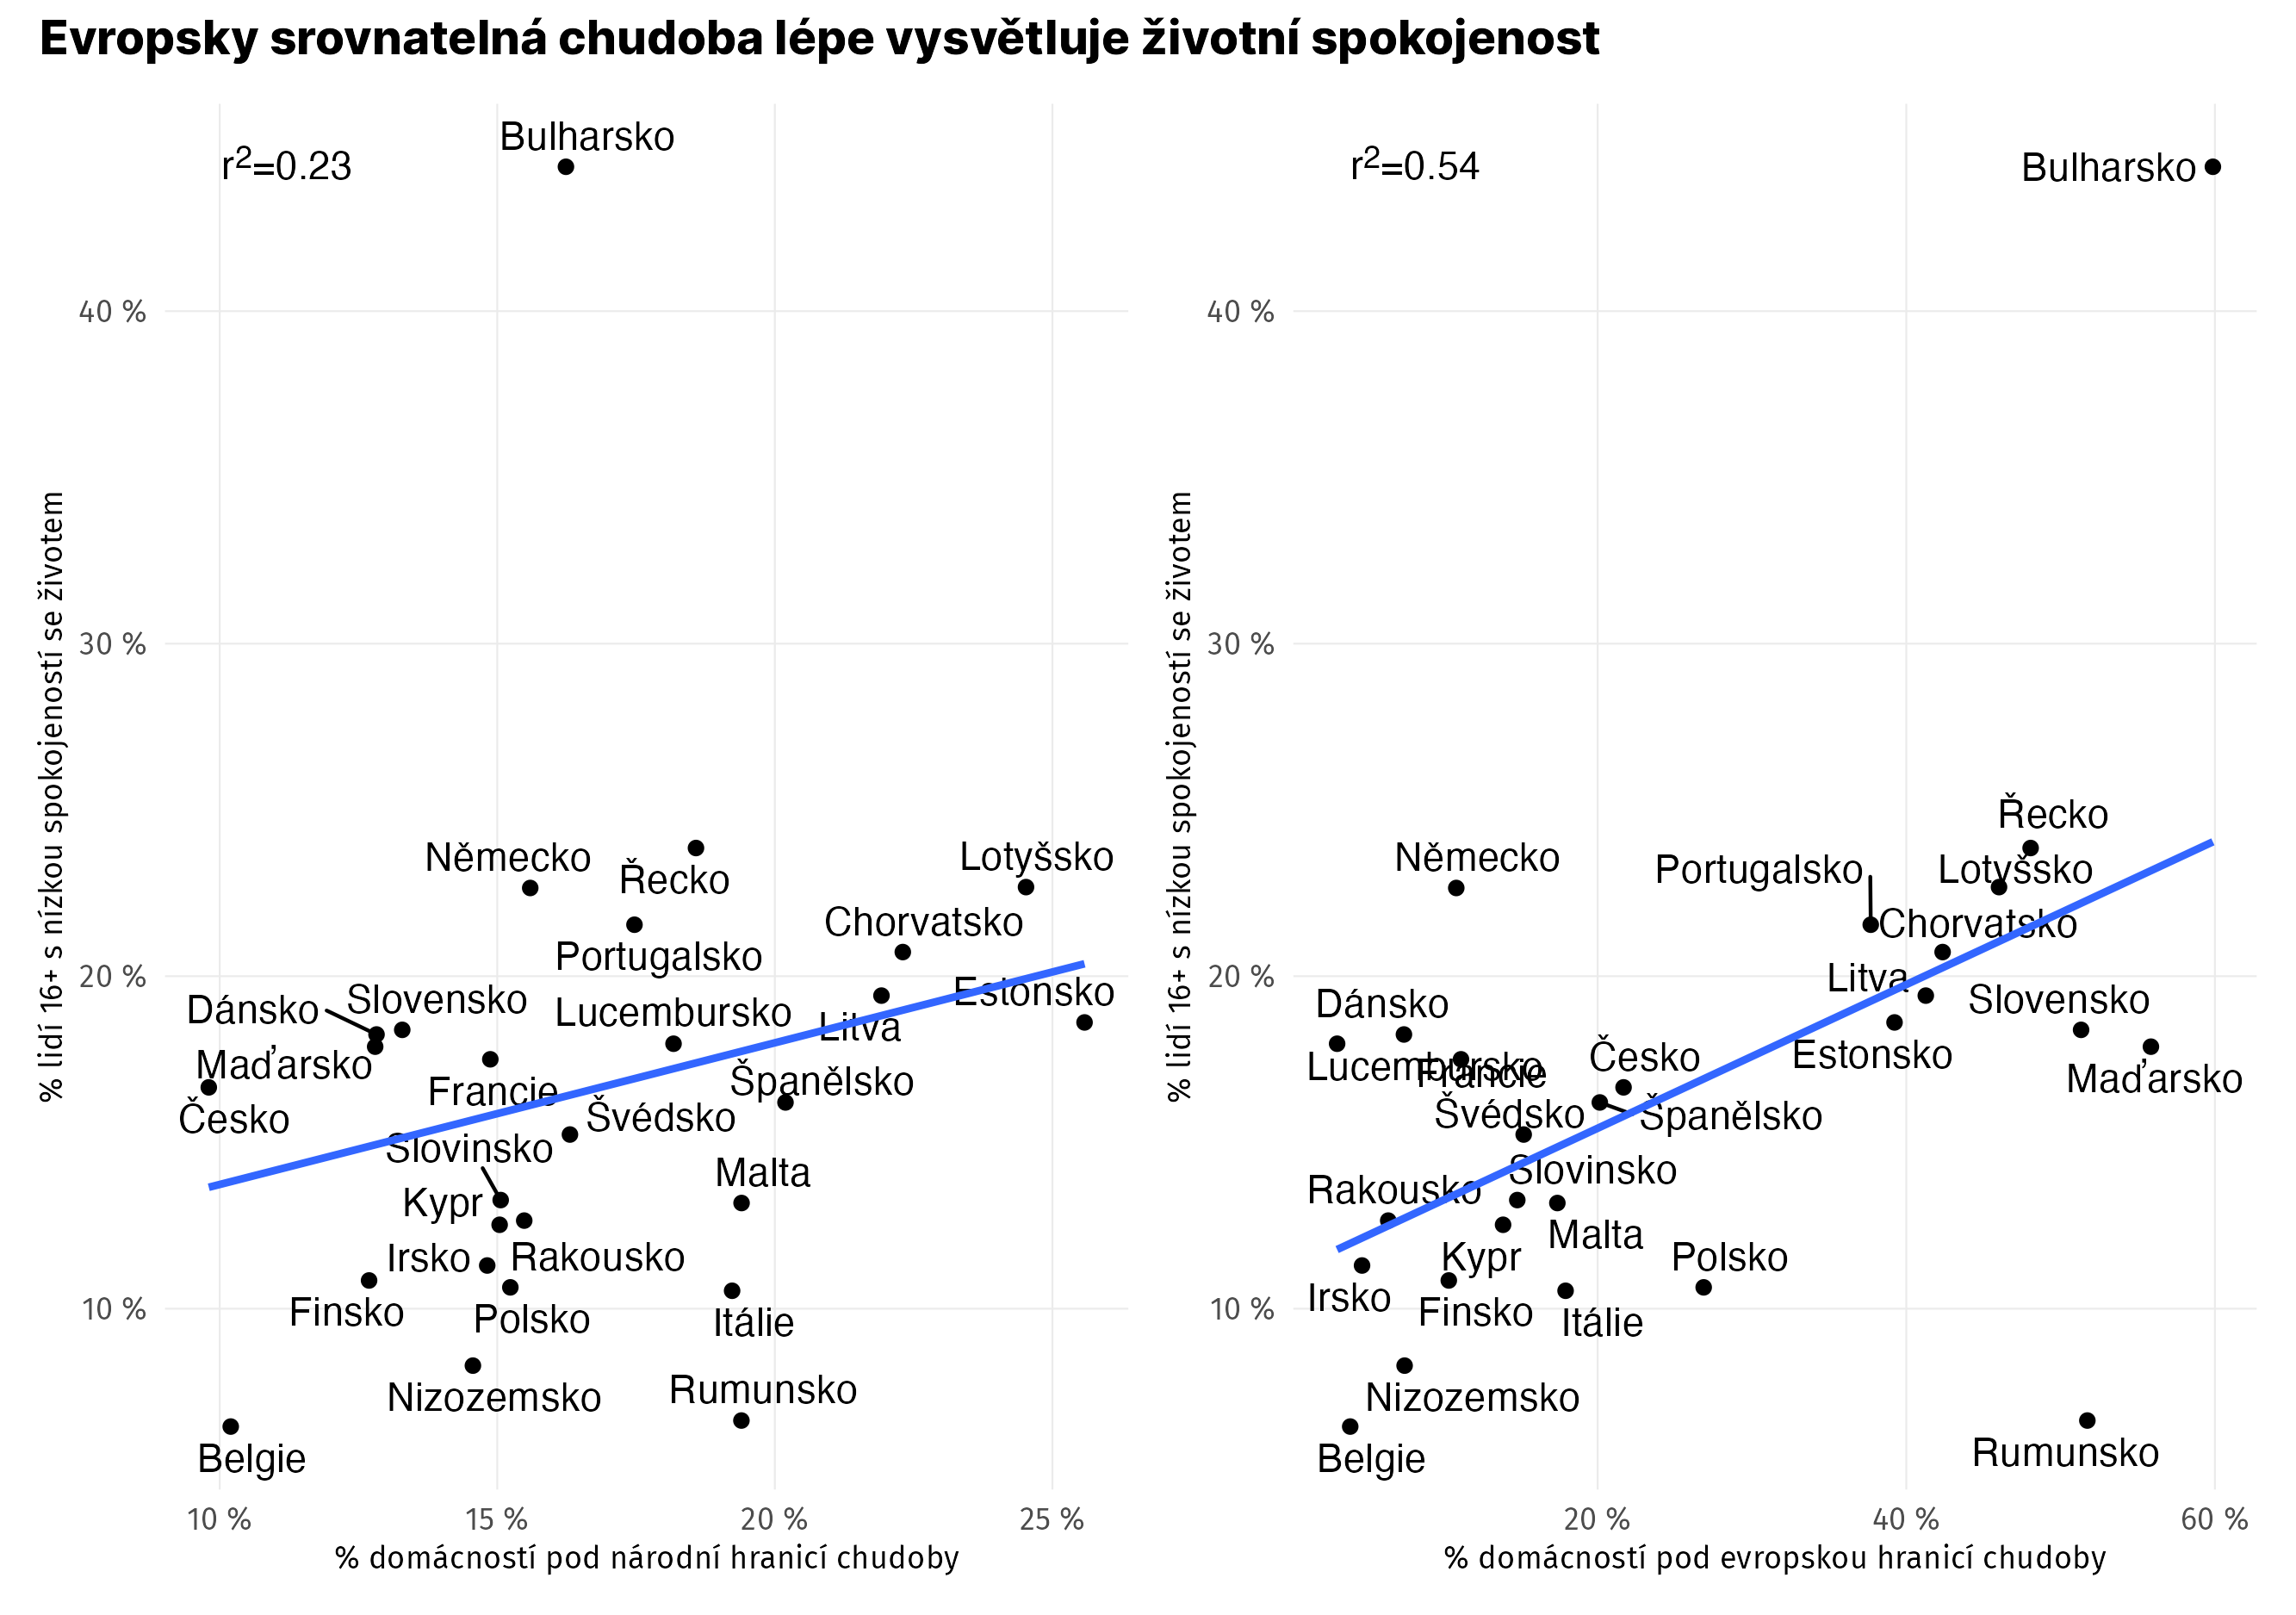 Evropsky srovnatelná chudoba lépe vysvětluje životní spokojenost
r²=0.23
Bulharsko
40 %
30 %
20 %
10 %
% lidí 16+ s nízkou spokojeností se životem
Německo
Řecko
Lotyšsko
Portugalsko
Chorvatsko
Estonsko
Dánsko
Slovensko
Lucembursko
Litva
Maďarsko
Francie
Španělsko
Česko
Švédsko
Slovinsko
Malta
Kypr
Irsko
Rakousko
Finsko
Polsko
Itálie
Nizozemsko
Rumunsko
Belgie
10 %
15 %
20 %
25 %
% domácností pod národní hranicí chudoby
r²=0.54
Bulharsko
40 %
30 %
20 %
10 %
% lidí 16+ s nízkou spokojeností se životem
Řecko
Německo
Portugalsko
Lotyšsko
Chorvatsko
Litva
Slovensko
Dánsko
Estonsko
Česko
Lucembursko
Francie
Maďarsko
Švédsko
Španělsko
Slovinsko
Rakousko
Malta
Kypr
Polsko
Irsko
Finsko
Itálie
Nizozemsko
Rumunsko
Belgie
20 %
40 %
60 %
% domácností pod evropskou hranicí chudoby